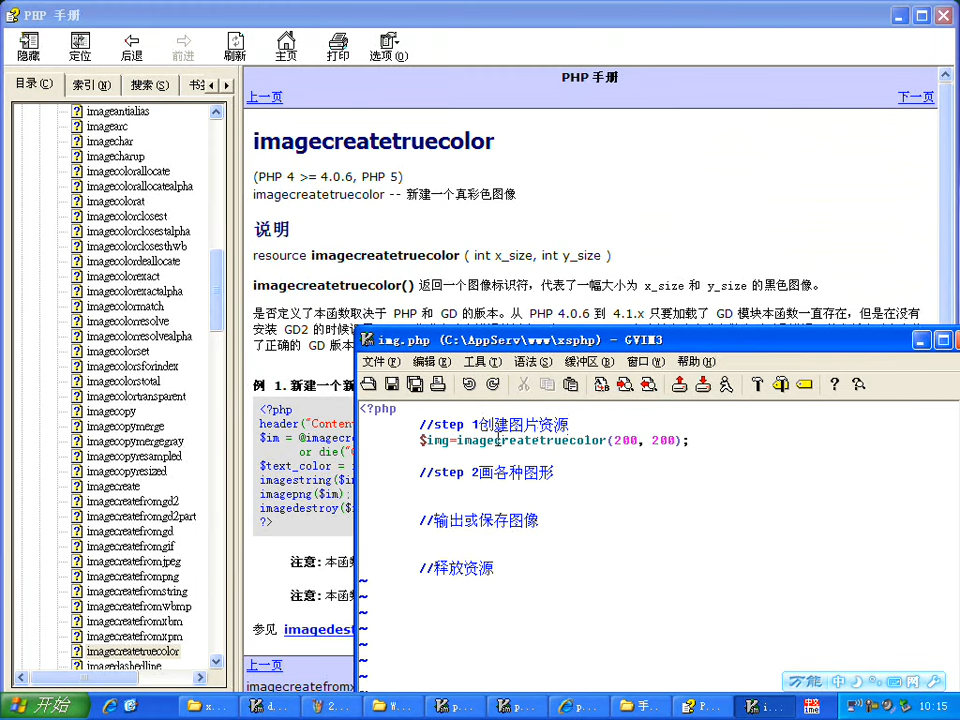 PHP 手册
隐藏 定位 后退 前进 刷新 主页 打印 选项(O)
目录(C) 索引(N) 搜索(S)
imageantialias
imagearc
imagechar
imagecharup
imagecolorallocate
imagecolorallocatealpha
imagecolorat
imagecolorclosest
imagecolorclosestalpha
imagecolorclosesthwb
imagecolordeallocate
imagecolorexact
imagecolorexactalpha
imagecolormatch
imagecolorresolve
imagecolorresolvealpha
imagecolorset
imagecolorsforindex
imagecolorstotal
imagecolortransparent
imagecopy
imagecopymerge
imagecopymergegray
imagecopyresampled
imagecopyresized
imagecreate
imagecreatefromgd2
imagecreatefromgd2part
imagecreatefromgd
imagecreatefromgif
imagecreatefromjpeg
imagecreatefrompng
imagecreatefromstring
imagecreatefromwbmp
imagecreatefromxbm
imagecreatefromxpm
imagecreatetruecolor
imagedashedline
PHP 手册
上一页 下一页
imagecreatetruecolor
(PHP 4 >= 4.0.6, PHP 5)
imagecreatetruecolor -- 新建一个真彩色图像
说明
resource imagecreatetruecolor ( int x_size, int y_size )
imagecreatetruecolor() 返回一个图像标识符，代表了一幅大小为 x_size 和 y_size 的黑色图像。
是否定义了本函数取决于 PHP 和 GD 的版本。从 PHP 4.0.6 到 4.1.x 只要加载了 GD 模块本函数一直存在，但是在没有
安装 GD2 的时候
了正确的 GD 版本
例 1. 新建一个新
<?php
header("Conten
$im = @imagecr
or die("
$text_color =
imagestring($im
imagepng($im);
imagedestroy($i
?>
注意: 本函数
注意: 本函数
参见 imagedest
上一页
imagecreatefromx
img.php (C:\AppServ\www\xsphp) - GVIM3
文件(F) 编辑(E) 工具(T) 语法(S) 缓冲区(B) 窗口(W) 帮助(H)
<?php
//step 1创建图片资源
$img=imagecreatetruecolor(200, 200);
//step 2画各种图形
//输出或保存图像
//释放资源
~
~
~
~
~
~
~
~
万能 中
开始 x... d... 2... W... p... p... p... 手... P... i... 10:15